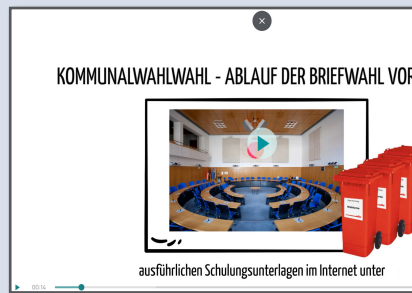 KOMMUNALWAHLWAHL - ABLAUF DER BRIEFWAHL VOR
ausführlichen Schulungsunterlagen im Internet unter
00:14